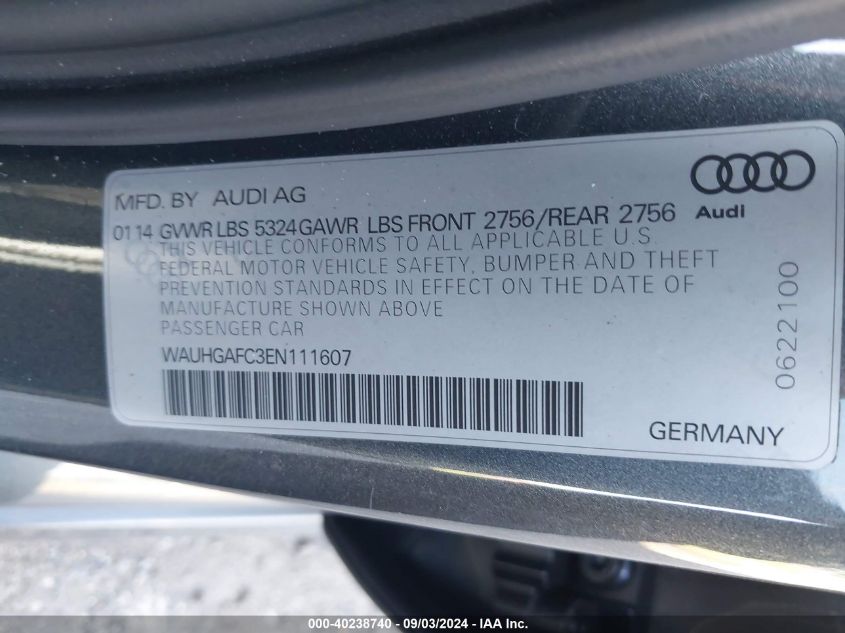 MFD. BY AUDI AG
Audi
0114 GVWR LBS 5324 GAWR LBS FRONT 2756/REAR 2756
THIS VEHICLE CONFORMS TO ALL APPLICABLE U.S
FEDERAL MOTOR VEHICLE SAFETY, BUMPER AND THEFT
PREVENTION STANDARDS IN EFFECT ON THE DATE OF
MANUFACTURE SHOWN ABOVE
PASSENGER CAR
WAUHGAFC3EN111607
0622100
GERMANY
000-40238740 - 09/03/2024 - IAA Inc.